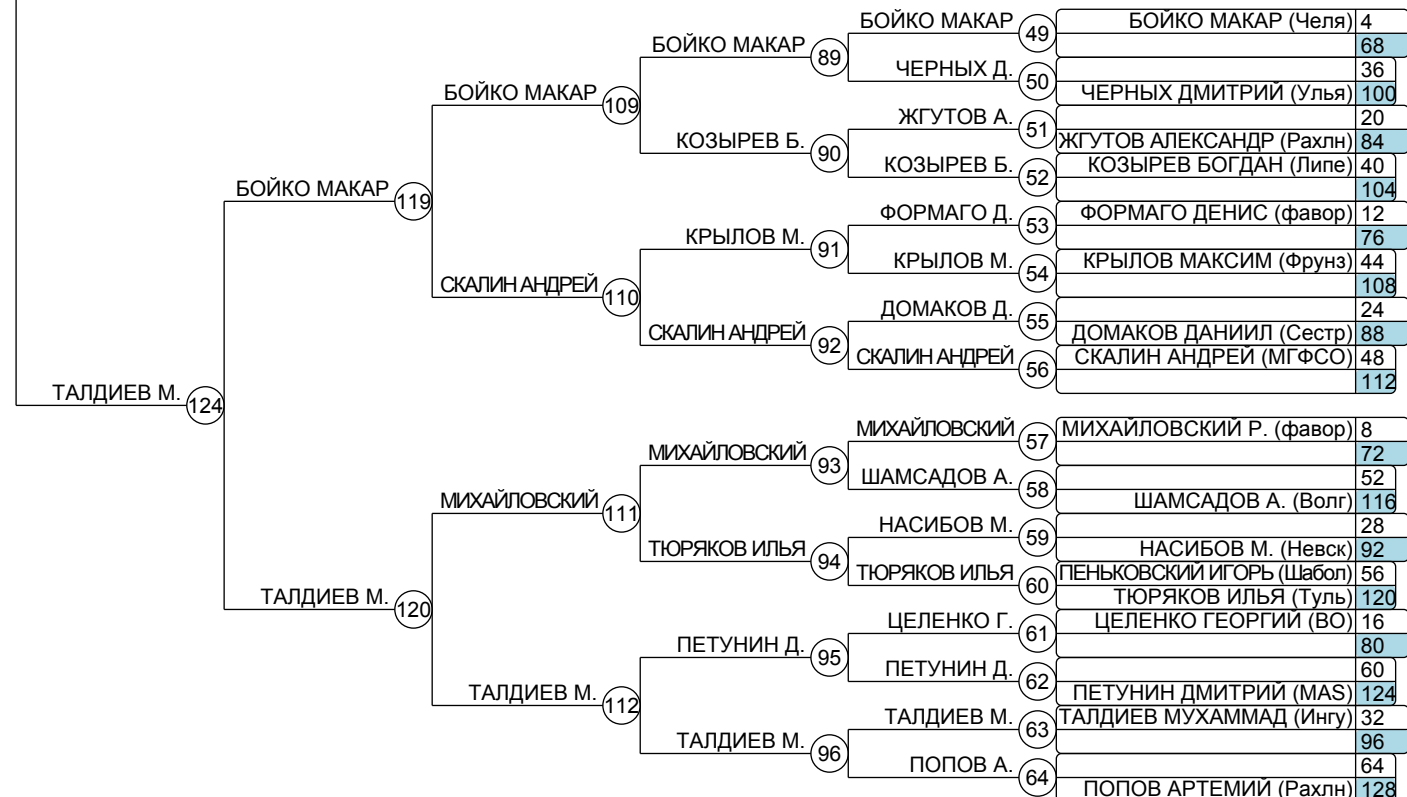 БОЙКО МАКАР 49 БОЙКО МАКАР (Челя) 4
БОЙКО МАКАР 89 68
ЧЕРНЫХ Д. 50 36
БОЙКО МАКАР 109 ЧЕРНЫХ ДМИТРИЙ (Улья) 100
ЖГУТОВ А. 51 20
КОЗЫРЕВ Б. 90 ЖГУТОВ АЛЕКСАНДР (Рахлн) 84
КОЗЫРЕВ Б. 52 КОЗЫРЕВ БОГДАН (Липе) 40
БОЙКО МАКАР 119 104
ФОРМАГО Д. 53 ФОРМАГО ДЕНИС (фавор) 12
КРЫЛОВ М. 91 76
КРЫЛОВ М. 54 КРЫЛОВ МАКСИМ (Фрунз) 44
СКАЛИН АНДРЕЙ 110 108
ДОМАКОВ Д. 55 24
СКАЛИН АНДРЕЙ 92 ДОМАКОВ ДАНИИЛ (Сестр) 88
СКАЛИН АНДРЕЙ 56 СКАЛИН АНДРЕЙ (МГФСО) 48
112
ТАЛДИЕВ М. 124
МИХАЙЛОВСКИЙ 57 МИХАЙЛОВСКИЙ Р. (фавор) 8
МИХАЙЛОВСКИЙ 93 72
ШАМСАДОВ А. 58 52
МИХАЙЛОВСКИЙ 111 ШАМСАДОВ А. (Волг) 116
НАСИБОВ М. 59 28
ТЮРЯКОВ ИЛЬЯ 94 НАСИБОВ М. (Невск) 92
ТЮРЯКОВ ИЛЬЯ 60 ПЕНЬКОВСКИЙ ИГОРЬ (Шабол) 56
ТАЛДИЕВ М. 120 ТЮРЯКОВ ИЛЬЯ (Туль) 120
ЦЕЛЕНКО Г. 61 ЦЕЛЕНКО ГЕОРГИЙ (ВО) 16
ПЕТУНИН Д. 95 80
ПЕТУНИН Д. 62 60
ТАЛДИЕВ М. 112 ПЕТУНИН ДМИТРИЙ (MAS) 124
ТАЛДИЕВ М. 63 ТАЛДИЕВ МУХАММАД (Ингу) 32
ТАЛДИЕВ М. 96 96
ПОПОВ А. 64 64
ПОПОВ АРТЕМИЙ (Рахлн) 128